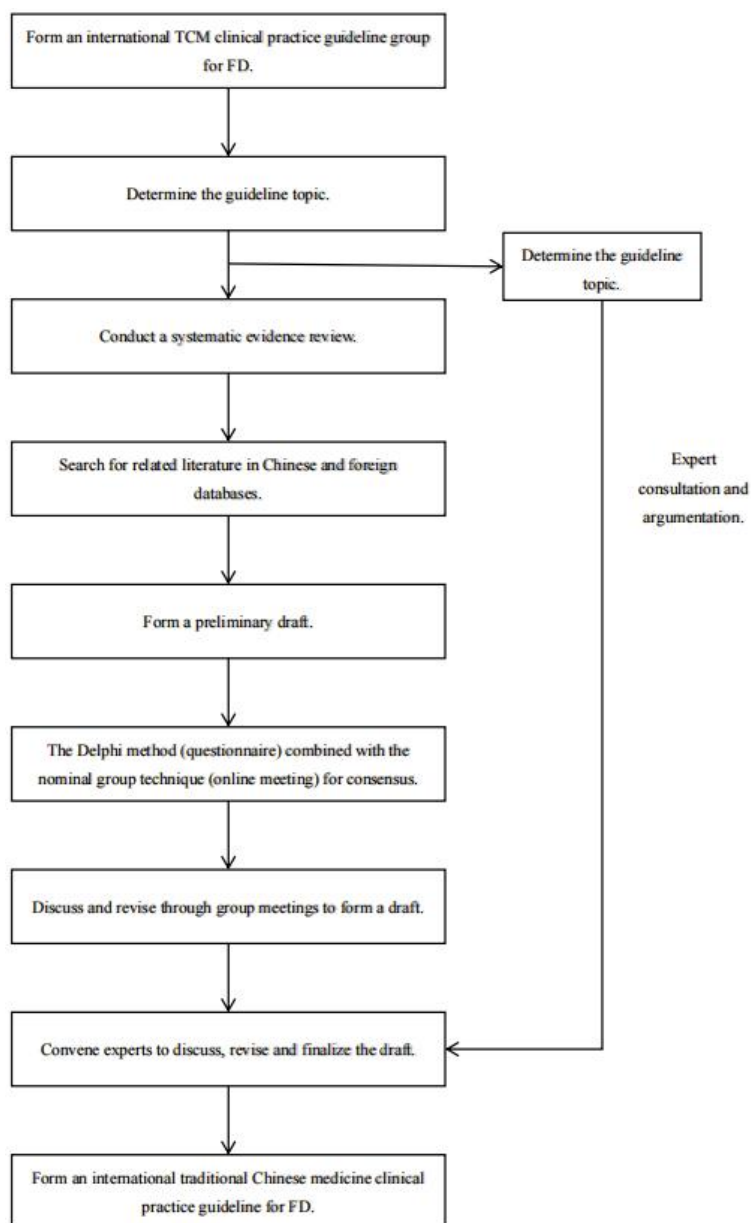 Form an international TCM clinical practice guideline group
for FD.
Determine the guideline topic.
Determine the guideline
topic.
Conduct a systematic evidence review.
Search for related literature in Chinese and foreign
databases.
Expert
consultation and
argumentation.
Form a preliminary draft.
The Delphi method (questionnaire) combined with the
nominal group technique (online meeting) for consensus.
Discuss and revise through group meetings to form a draft.
Convene experts to discuss, revise and finalize the draft.
Form an international traditional Chinese medicine clinical
practice guideline for FD.